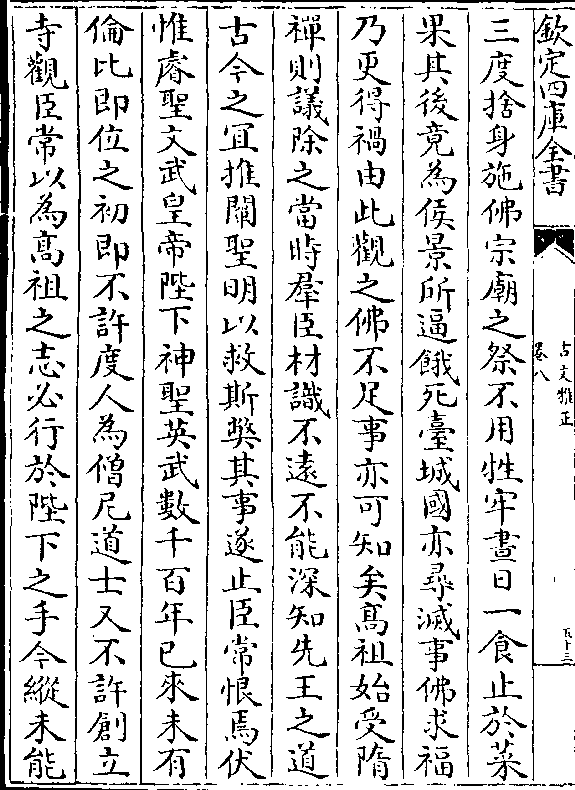 欽定四庫全書
古文雅正
卷八
五十三
三度捨身施佛宗廟之祭不用牲牢晝日一食止於菜
果其後竟為侯景所逼餓死臺城國亦尋滅事佛求福
乃更得禍由此觀之佛不足事亦可知矣高祖始受隋
禪則議除之當時羣臣材識不遠不能深知先王之道
古今之宜推闡聖明以救斯弊其事遂止臣常恨焉伏
惟睿聖文武皇帝陛下神聖英武數千百年已來未有
倫比即位之初即不許度人為僧尼道士又不許創立
寺觀臣常以為高祖之志必行於陛下之手今縱未能